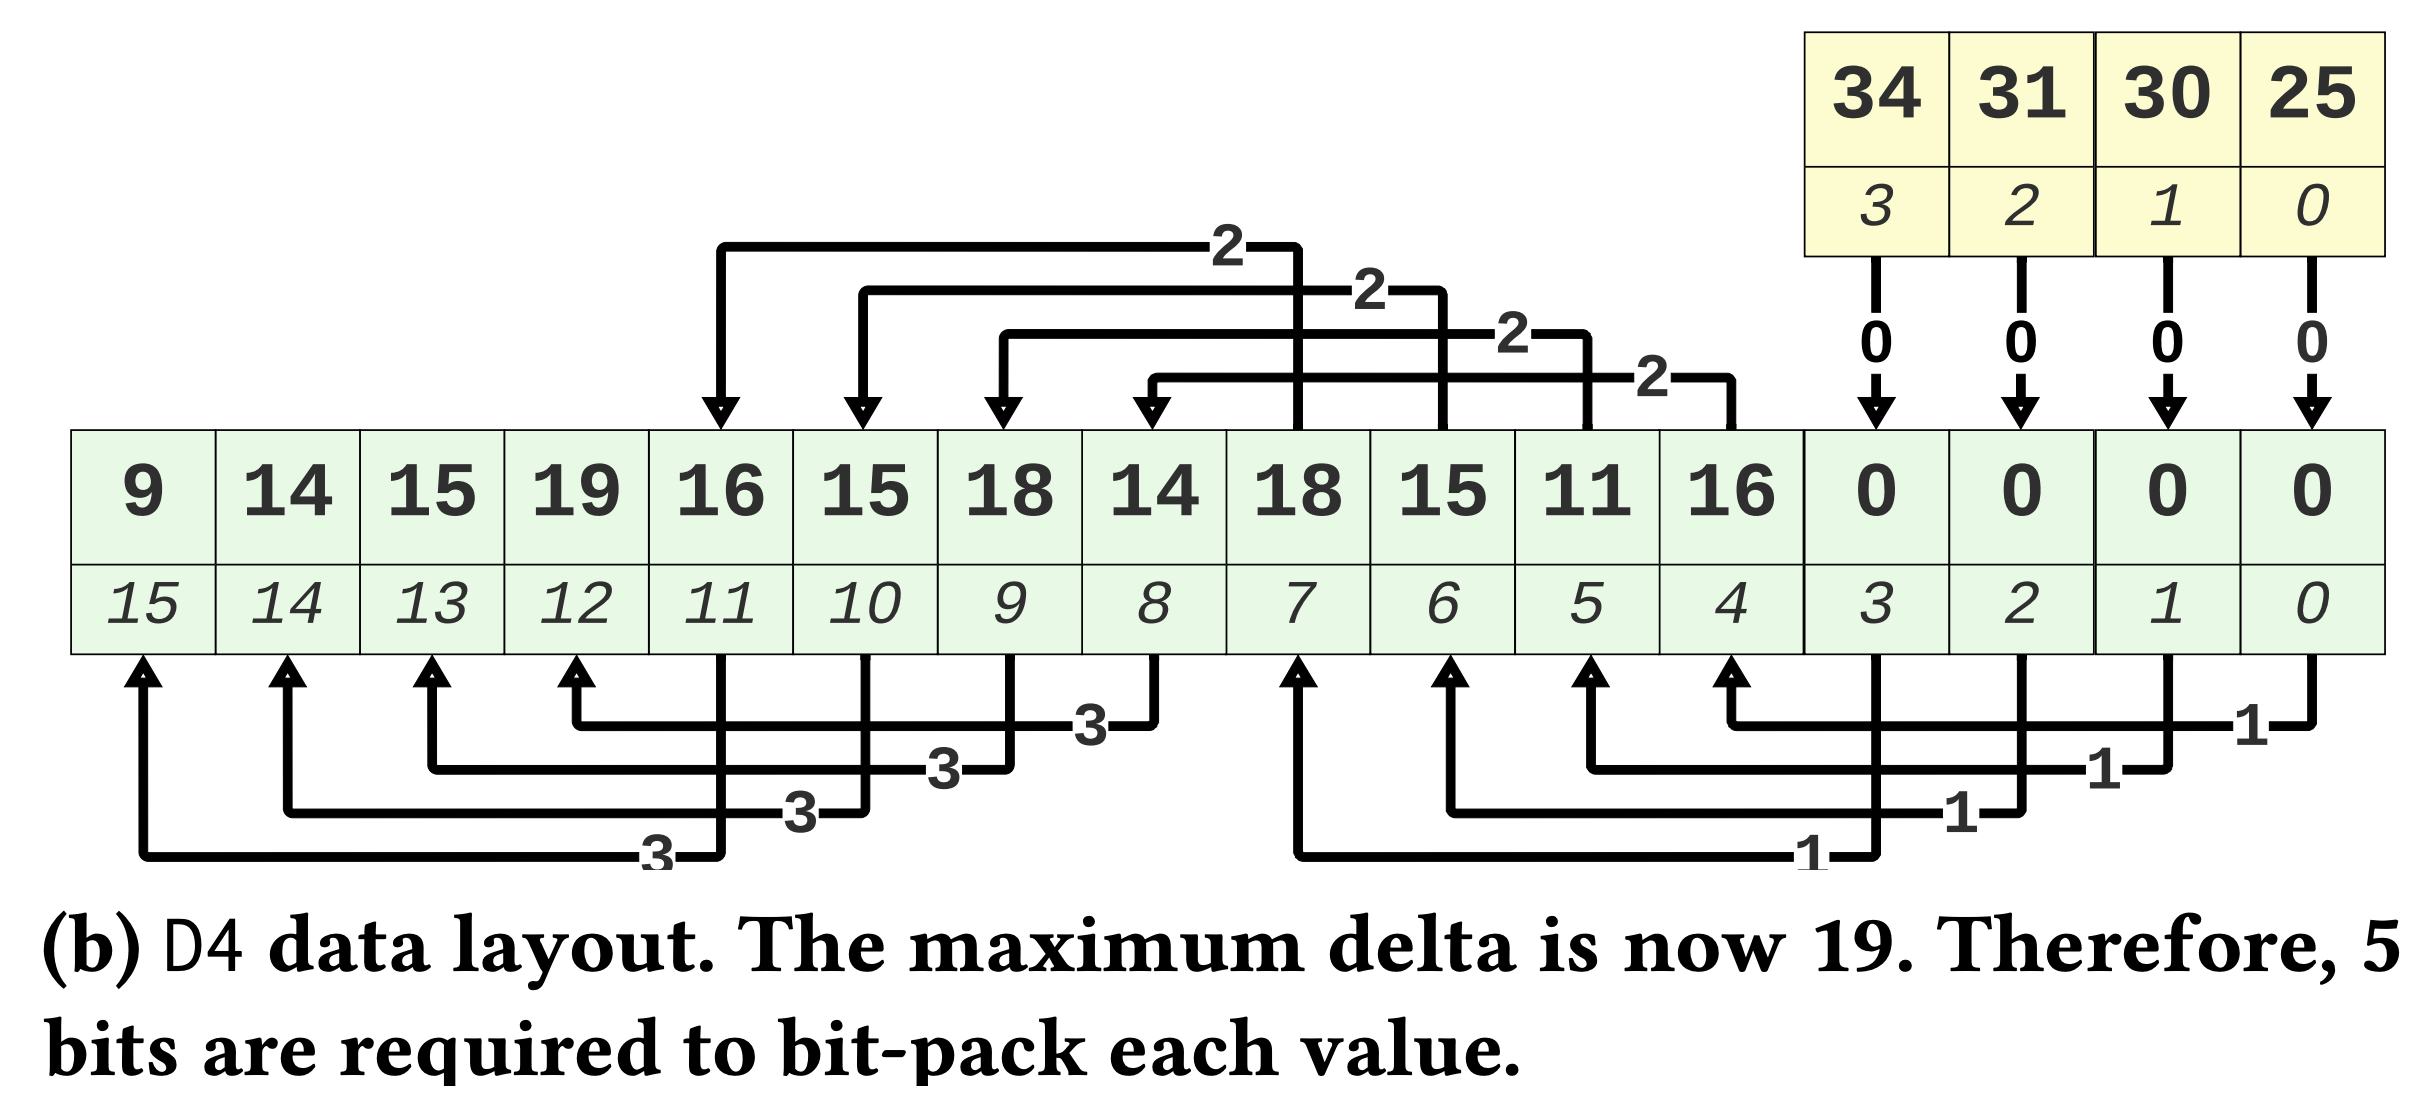 34 31 30 25
3 2 1 0
2
2
2
2
0 0 0 0
9 14 15 19 16 15 18 14 18 15 11 16 0 0 0 0
15 14 13 12 11 10 9 8 7 6 5 4 3 2 1 0
3 1
3 1
3 1
3 1
(b) D4 data layout. The maximum delta is now 19. Therefore, 5
bits are required to bit-pack each value.